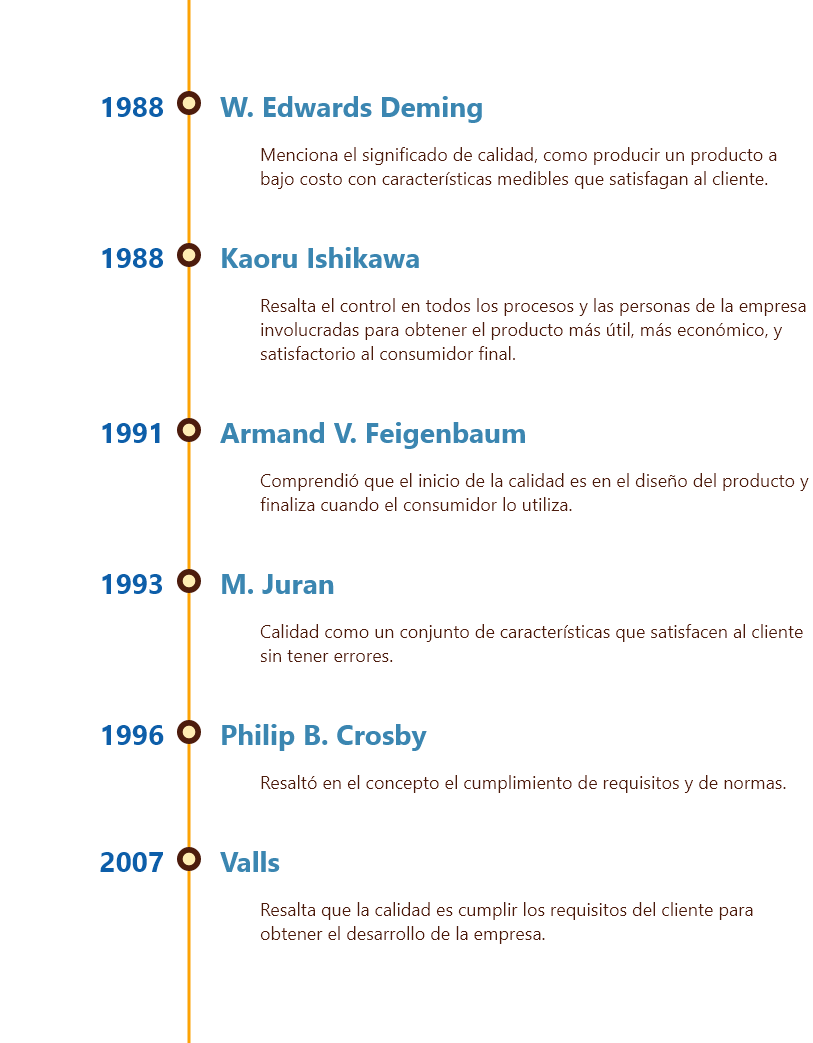 1988
W. Edwards Deming
Menciona el significado de calidad, como producir un producto a
bajo costo con características medibles que satisfagan al cliente.
1988
Kaoru Ishikawa
Resalta el control en todos los procesos y las personas de la empresa
involucradas para obtener el producto más útil, más económico, y
satisfactorio al consumidor final.
1991
Armand V. Feigenbaum
Comprendió que el inicio de la calidad es en el diseño del producto y
finaliza cuando el consumidor lo utiliza.
1993
M. Juran
Calidad como un conjunto de características que satisfacen al cliente
sin tener errores.
1996
Philip B. Crosby
Resaltó en el concepto el cumplimiento de requisitos y de normas.
2007
Valls
Resalta que la calidad es cumplir los requisitos del cliente para
obtener el desarrollo de la empresa.